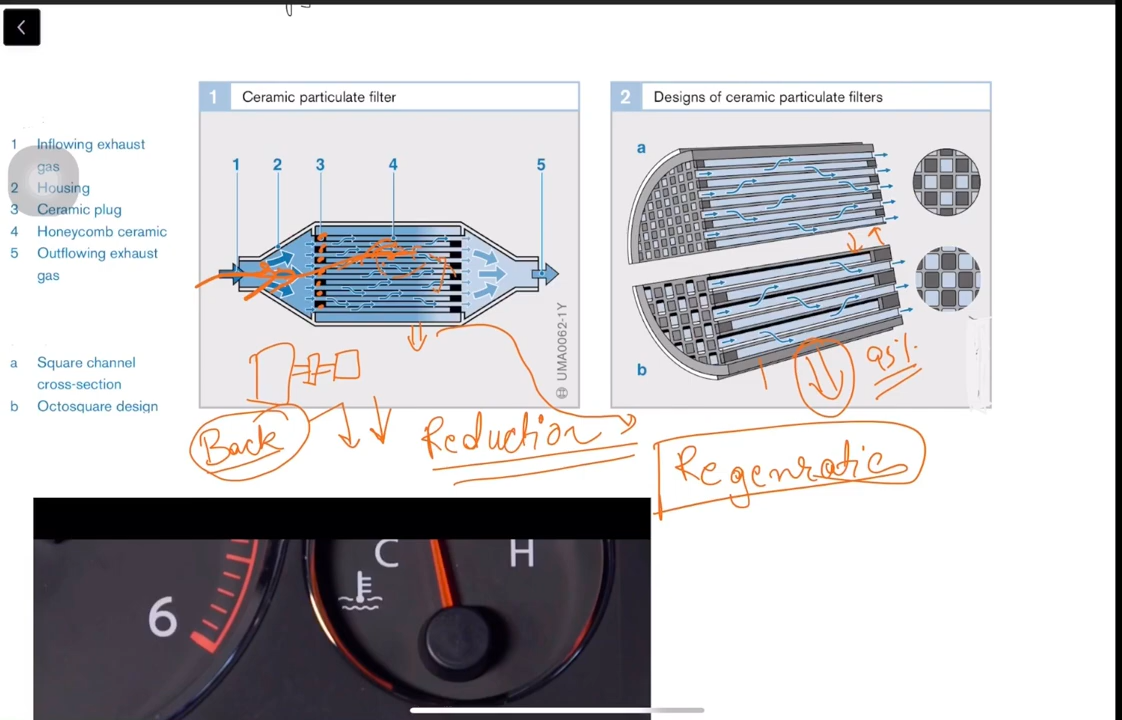 1 Ceramic particulate filter
2 Designs of ceramic particulate filters
1 Inflowing exhaust
gas
2 Housing
3 Ceramic plug
4 Honeycomb ceramic
5 Outflowing exhaust
gas
1 2 3 4 5
a
b
UMA0062-1Y
a Square channel
cross-section
b Octosquare design
95%
Back
Reduction
Regenratio
C H
6